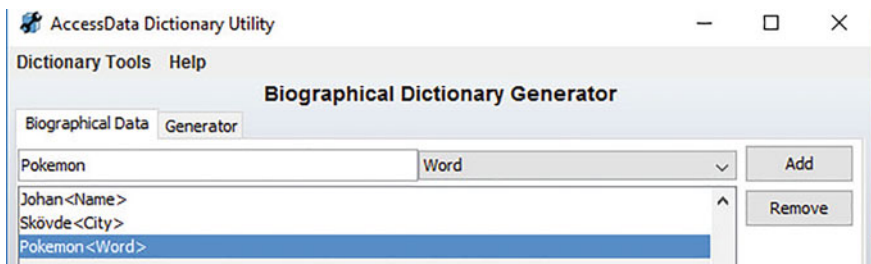 AccessData Dictionary Utility
Dictionary Tools Help
Biographical Dictionary Generator
Biographical Data Generator
Pokemon Word Add
Johan<Name> Remove
Skövde<City>
Pokemon<Word>